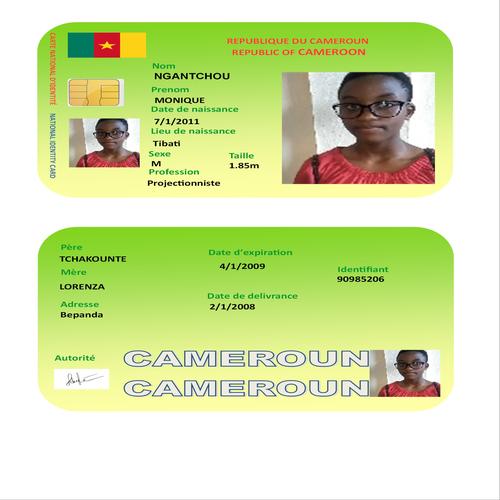 CARTE NATIONAL D'IDENTITÉ
NATIONAL IDENTITY CARD
REPUBLIQUE DU CAMEROUN
REPUBLIC OF CAMEROON
Nom
NGANTCHOU
Prenom
MONIQUE
Date de naissance
7/1/2011
Lieu de naissance
Tibati
Sexe
Taille
M
1.85m
Profession
Projectionniste
Père
TCHAKOUNTE
Mère
LORENZA
Adresse
Bepanda
Date d'expiration
4/1/2009
Identifiant
90985206
Date de delivrance
2/1/2008
Autorité
CAMEROUN
CAMEROUN